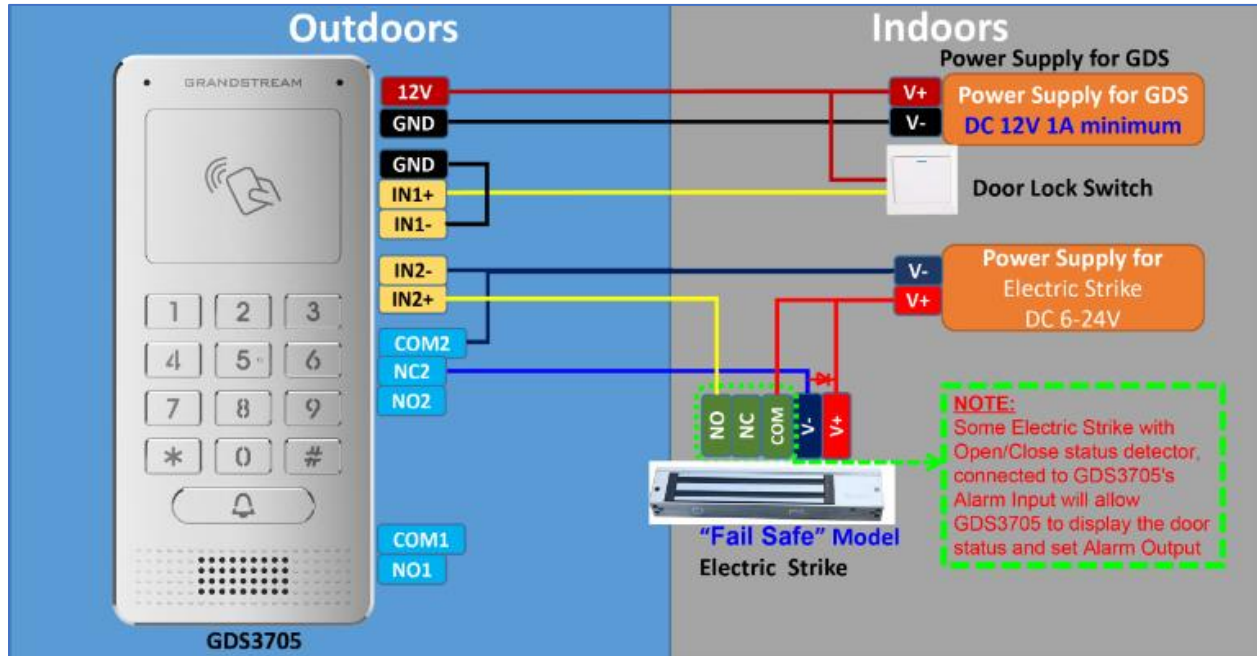 Outdoors
Indoors
GRANDSTREAM
1 2 3
4 5 6
7 8 9
* 0 #
GDS3705
12V
GND
GND
IN1+
IN1-
IN2-
IN2+
COM2
NC2
NO2
COM1
NO1
Power Supply for GDS
V+
V-
Power Supply for GDS
DC 12V 1A minimum
Door Lock Switch
V-
V+
Power Supply for
Electric Strike
DC 6-24V
NO
NC
COM
V-
V+
"Fail Safe" Model
Electric Strike
NOTE:
Some Electric Strike with
Open/Close status detector,
connected to GDS3705's
Alarm Input will allow
GDS3705 to display the door
status and set Alarm Output